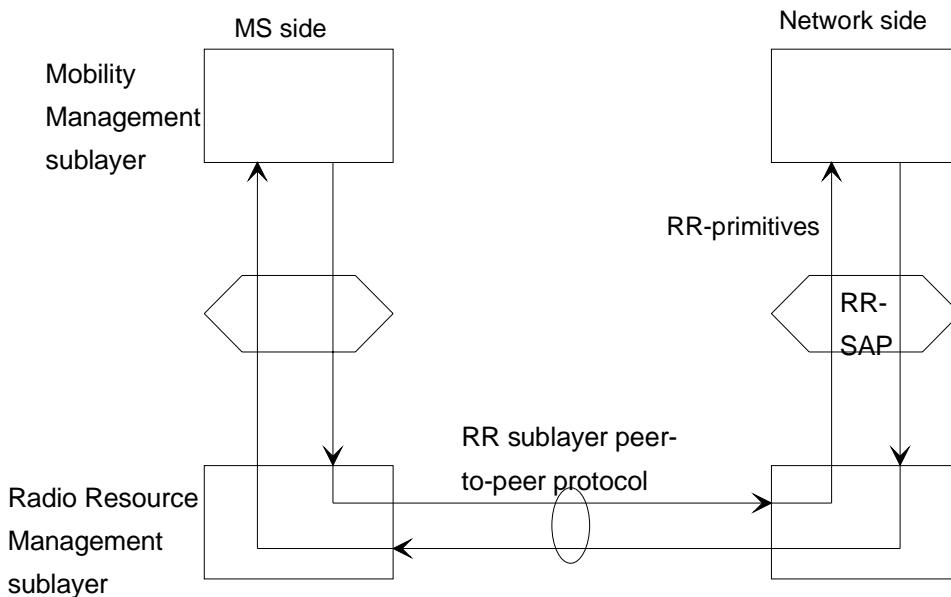 MS side
Network side
Mobility
Management
sublayer
RR-primitives
RR-
SAP
RR sublayer peer-
to-peer protocol
Radio Resource
Management
sublayer